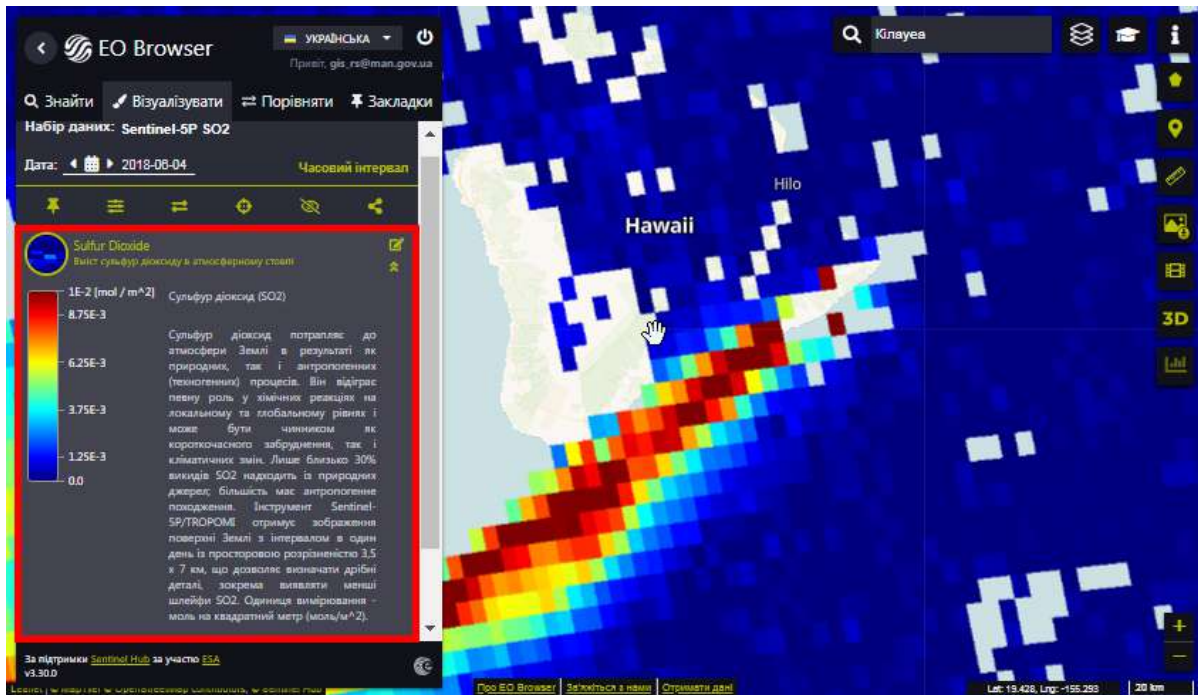 EO Browser
УКРАЇНСЬКА
Привіт, gis_rs@man.gov.ua
Знайти
Візуалізувати
Порівняти
Закладки
Набір даних: Sentinel-5P SO2
Дата: 2018-06-04
Часовий інтервал
Sulfur Dioxide
Вміст сульфур діоксиду в атмосферному стовпі
1E-2 [mol / m^2]
8.75E-3
6.25E-3
3.75E-3
1.25E-3
0.0
Сульфур діоксид (SO2)
Сульфур діоксид потрапляє до
атмосфери Землі в результаті як
природних, так і антропогенних
(техногенних) процесів. Він відіграє
певну роль у хімічних реакціях на
локальному та глобальному рівнях і
може бути чинником як
короткочасного забруднення, так і
кліматичних змін. Лише близько 30%
викидів SO2 надходить із природних
джерел; більшість має антропогенне
походження. Інструмент Sentinel-
5P/TROPOMI отримує зображення
поверхні Землі з інтервалом в один
день із просторовою розрізненістю 3,5
x 7 км, що дозволяє визначати дрібні
деталі, зокрема виявляти менші
шлейфи SO2. Одиниця вимірювання -
моль на квадратний метр (моль/м^2).
За підтримки Sentinel Hub за участю ESA
v3.30.0
Кілауеа
3D
Hilo
Hawaii
Leaflet | © MapTiler © OpenStreetMap contributors, © Sentinel Hub
Про EO Browser
Зв'яжіться з нами
Отримати дані
Lat: 19.428, Lng: -155.293
20 km